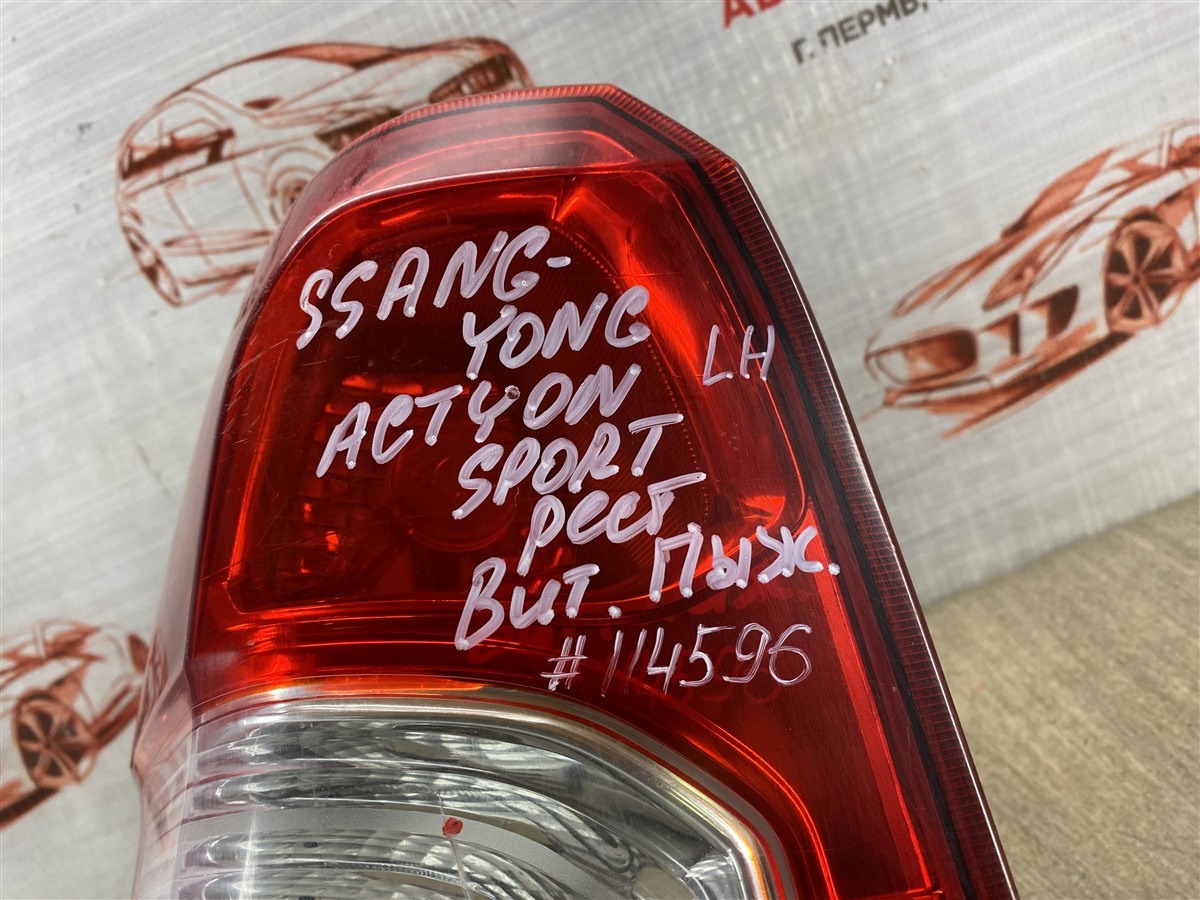 Г. ПЕРМЬ,
SSANG-
YONG
LH
ACTYON
SPORT
рест
Вит. Пыж.
#114596